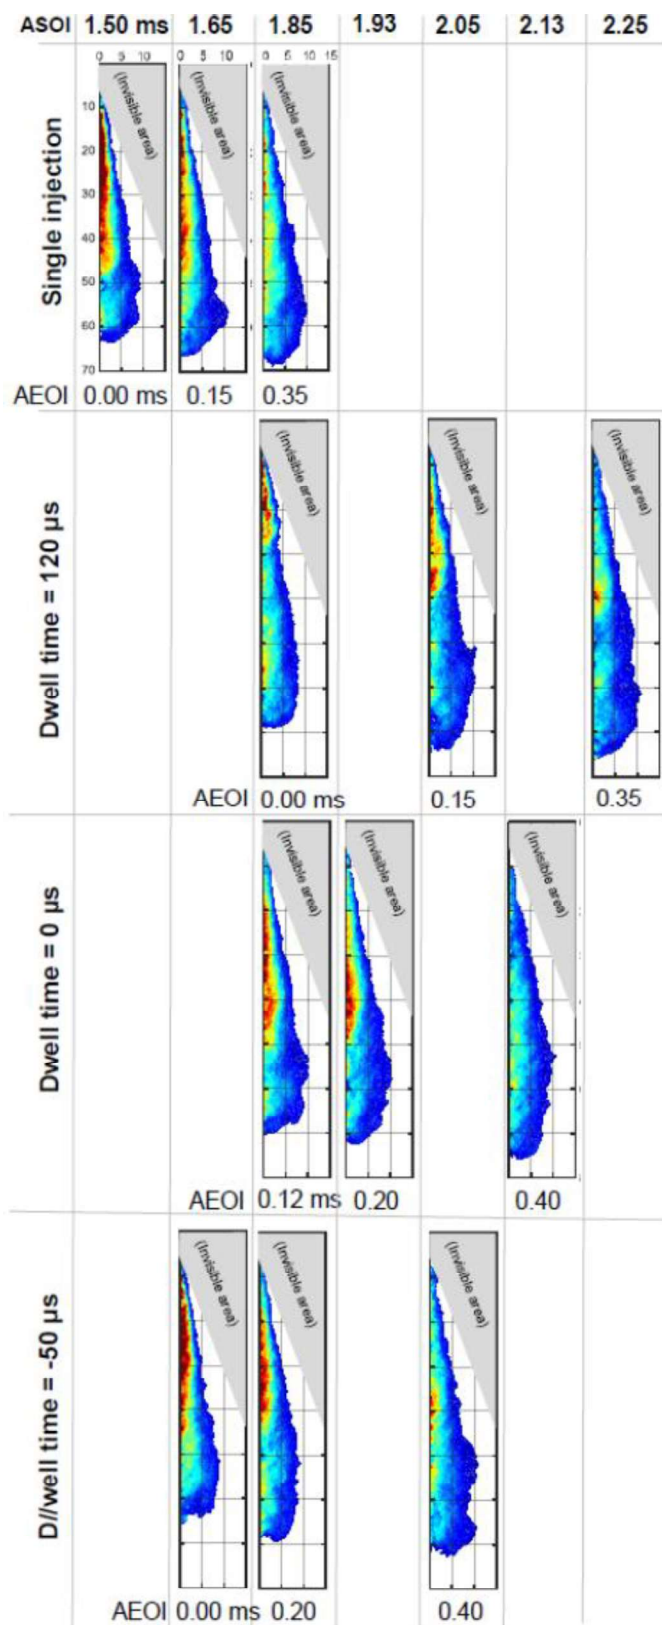 ASOI 1.50 ms 1.65 1.85 1.93 2.05 2.13 2.25
0 5 10 0 5 10 0 5 10 15
Single injection
(Invisible area) (Invisible area) (Invisible area)
10
20
30
40
50
60
70
AEOI 0.00 ms 0.15 0.35
Dwell time = 120 µs
(Invisible area) (Invisible area) (Invisible area)
AEOI 0.00 ms 0.15 0.35
Dwell time = 0 µs
(Invisible area) (Invisible area) (Invisible area)
AEOI 0.12 ms 0.20 0.40
D//well time = -50 µs
(Invisible area) (Invisible area) (Invisible area)
AEOI 0.00 ms 0.20 0.40